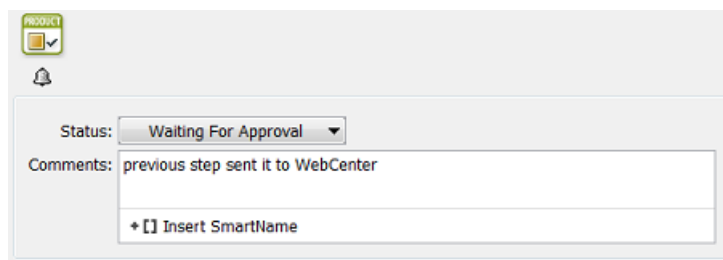 PRODUCT
Status: Waiting For Approval
Comments: previous step sent it to WebCenter
+ [] Insert SmartName